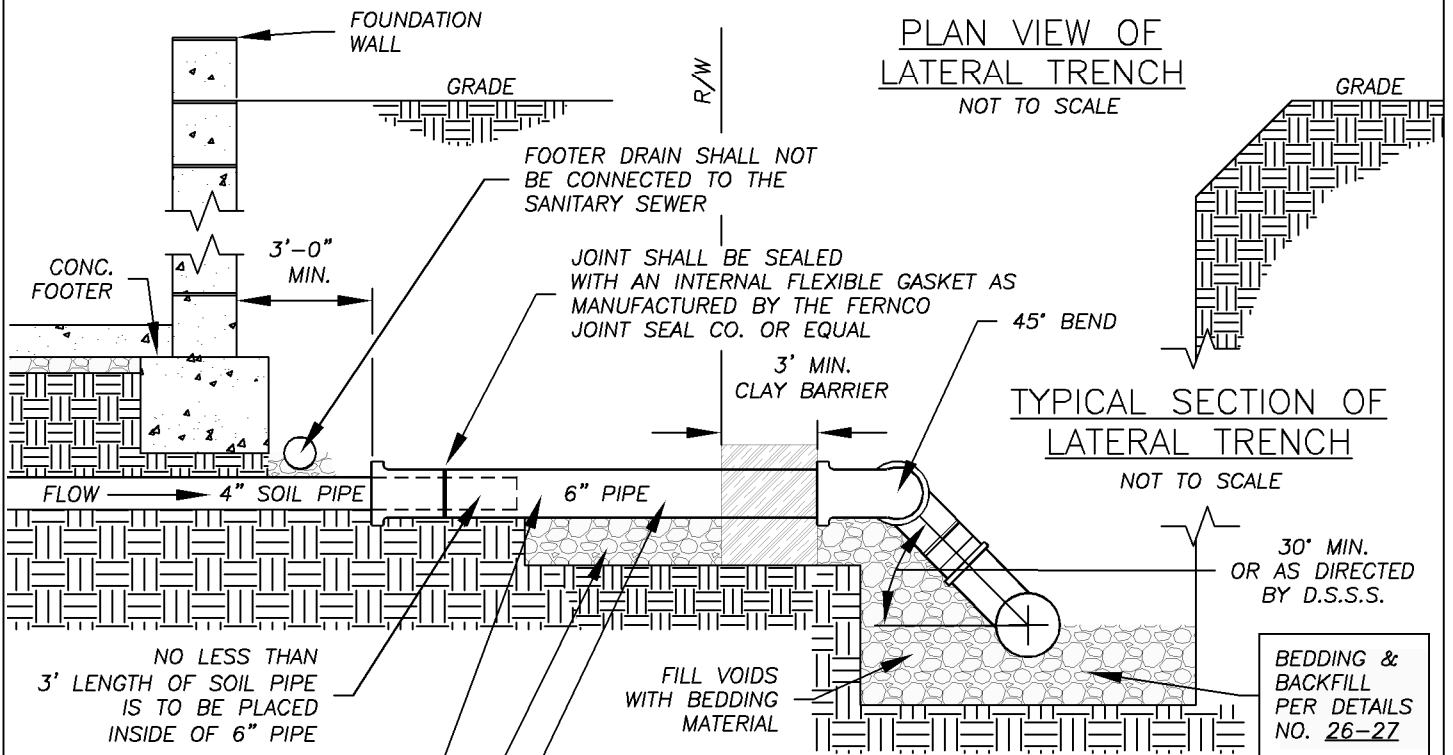 FOUNDATION
WALL
PLAN VIEW OF
LATERAL TRENCH
NOT TO SCALE
R/W
GRADE
GRADE
FOOTER DRAIN SHALL NOT
BE CONNECTED TO THE
SANITARY SEWER
3'-0"
MIN.
CONC.
FOOTER
JOINT SHALL BE SEALED
WITH AN INTERNAL FLEXIBLE GASKET AS
MANUFACTURED BY THE FERNCO
JOINT SEAL CO. OR EQUAL
45° BEND
3' MIN.
CLAY BARRIER
TYPICAL SECTION OF
LATERAL TRENCH
NOT TO SCALE
FLOW
4" SOIL PIPE
6" PIPE
30° MIN.
OR AS DIRECTED
BY D.S.S.S.
NO LESS THAN
3' LENGTH OF SOIL PIPE
IS TO BE PLACED
INSIDE OF 6" PIPE
FILL VOIDS
WITH BEDDING
MATERIAL
BEDDING &
BACKFILL
PER DETAILS
NO. 26-27